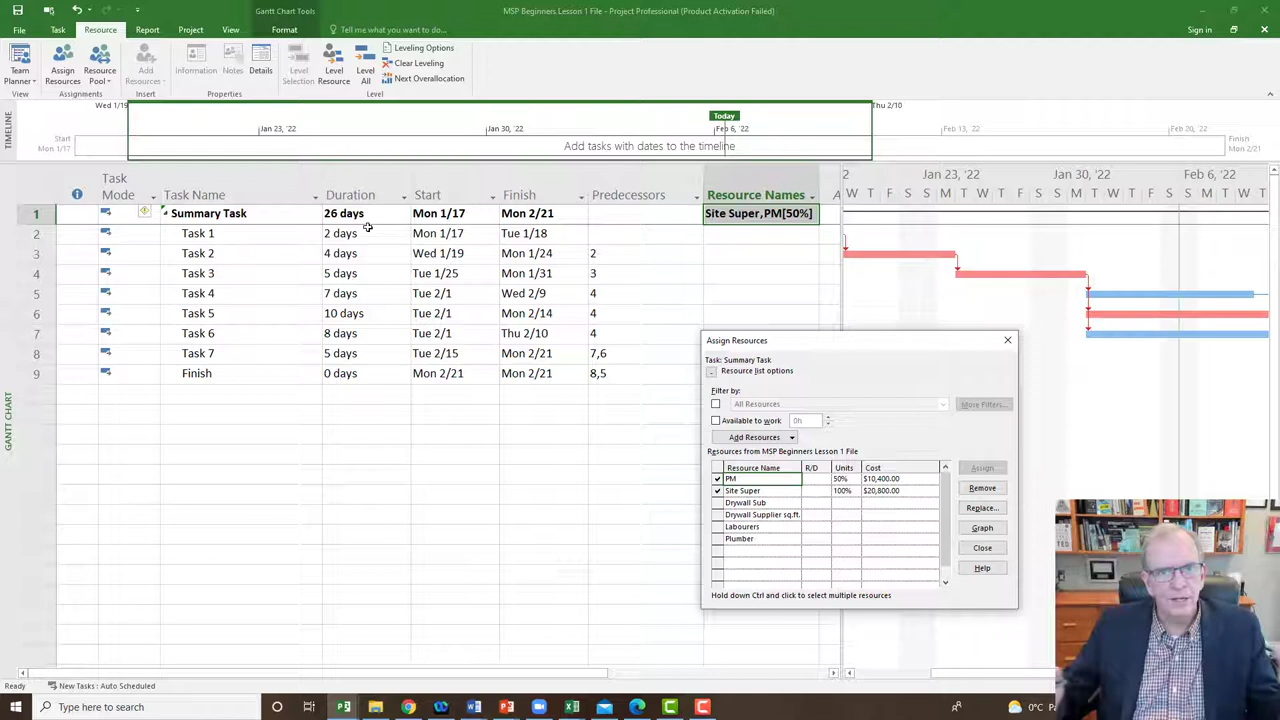 Gantt Chart Tools
MSP Beginners Lesson 1 File - Project Professional (Product Activation Failed)
File Task Resource Report Project View Format Tell me what you want to do... Sign in
Team Planner Assign Resources Resource Pool Add Resources Information Notes Details Level Selection Level Resource Level All
Leveling Options
Clear Leveling
Next Overallocation
View Assignments Insert Properties Level
Wed 1/19 Thu 2/10
Today
Jan 23, '22 Jan 30, '22 Feb 6, '22 Feb 13, '22 Feb 20, '22
TIMELINE
Start
Mon 1/17
Add tasks with dates to the timeline
Finish
Mon 2/21
Task Mode Task Name Duration Start Finish Predecessors Resource Names A
2 Jan 23, '22 Jan 30, '22 Feb 6, '22
T F S S M T W T F S S M T W T F S S M T W T
1 Summary Task 26 days Mon 1/17 Mon 2/21 Site Super,PM[50%]
2 Task 1 2 days Mon 1/17 Tue 1/18
3 Task 2 4 days Wed 1/19 Mon 1/24 2
4 Task 3 5 days Tue 1/25 Mon 1/31 3
5 Task 4 7 days Tue 2/1 Wed 2/9 4
6 Task 5 10 days Tue 2/1 Mon 2/14 4
7 Task 6 8 days Tue 2/1 Thu 2/10 4
8 Task 7 5 days Tue 2/15 Mon 2/21 7,6
9 Finish 0 days Mon 2/21 Mon 2/21 8,5
GANTT CHART
Assign Resources
Task: Summary Task
- Resource list options
Filter by:
All Resources More Filters...
Available to work 0h
Add Resources
Resources from MSP Beginners Lesson 1 File
Resource Name R/D Units Cost
PM 50% $10,400.00
Site Super 100% $20,800.00
Drywall Sub
Drywall Supplier sq.ft.
Labourers
Plumber
Assign
Remove
Replace...
Graph
Close
Help
Hold down Ctrl and click to select multiple resources
Ready New Tasks : Auto Scheduled
Type here to search
0°C